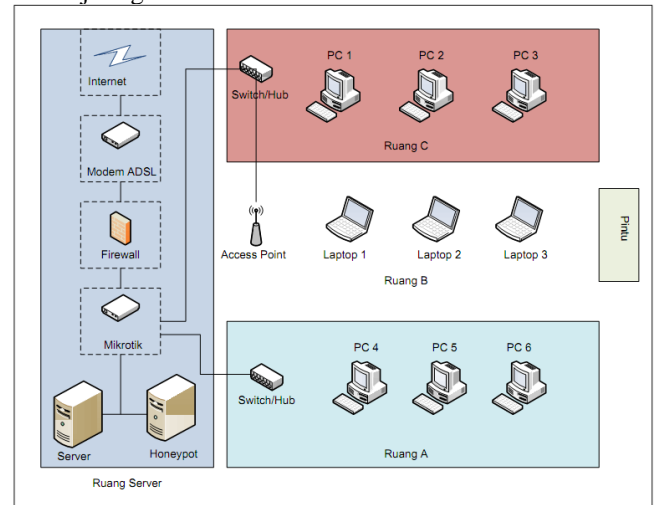 Internet
Modem ADSL
Firewall
Mikrotik
Server
Honeypot
Ruang Server
Switch/Hub
PC 1
PC 2
PC 3
Ruang C
Access Point
Laptop 1
Laptop 2
Laptop 3
Ruang B
Pintu
Switch/Hub
PC 4
PC 5
PC 6
Ruang A